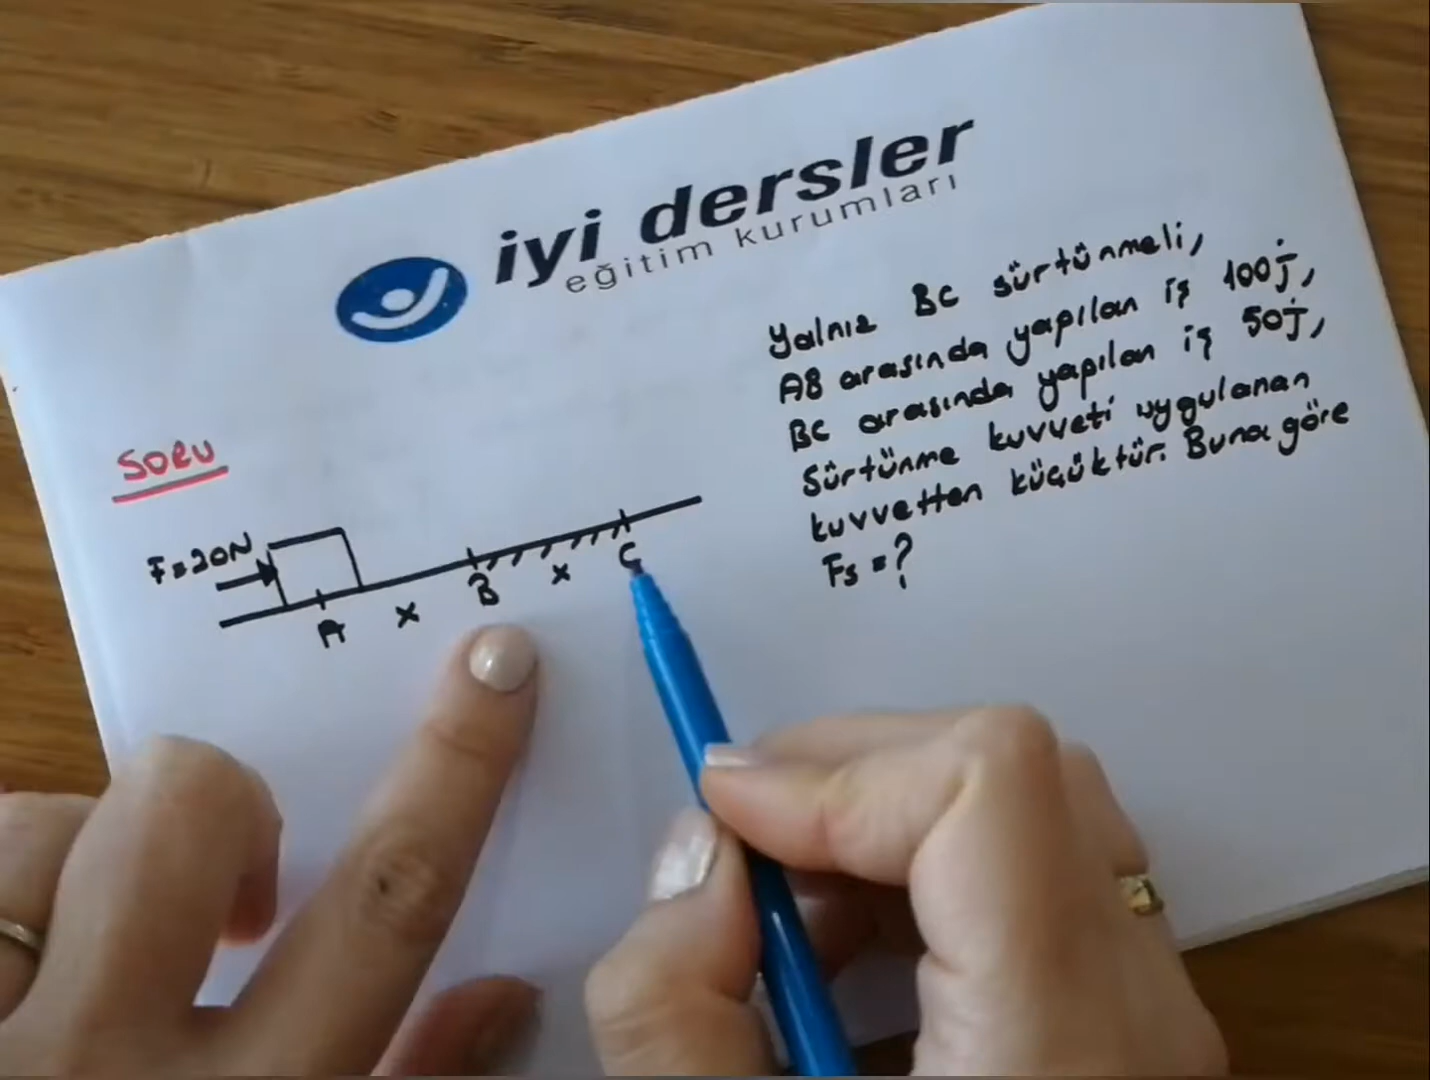 iyi dersler
eğitim kurumları
Yalnız BC sürtünmeli,
AB arasında yapılan iş 100j,
BC arasında yapılan iş 50j,
Sürtünme kuvveti uygulanan
kuvvetten küçüktür. Buna göre
Fs = ?
SORU
F = 20N
A x B x C